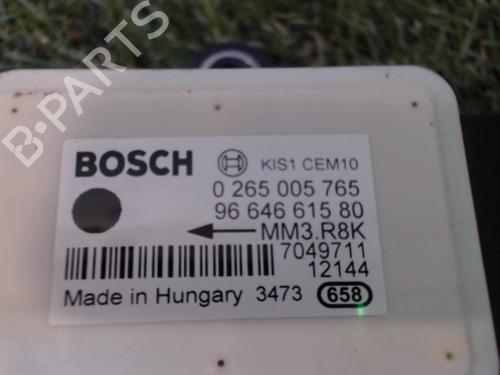 B-PARTS
BOSCH KIS1 CEM10
0 265 005 765
96 646 615 80
MM3.R8K
7049711
12144
Made in Hungary 3473 658